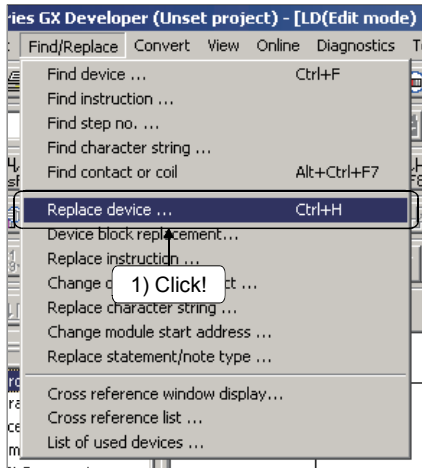 ies GX Developer (Unset project) - [LD(Edit mode)
Find/Replace Convert View Online Diagnostics T
Find device ... Ctrl+F
Find instruction ...
Find step no. ...
Find character string ...
Find contact or coil Alt+Ctrl+F7
Replace device ... Ctrl+H
Device block replacement...
Replace instruction ...
Change ct ...
1) Click!
Replace character string ...
Change module start address ...
Replace statement/note type ...
Cross reference window display...
Cross reference list ...
List of used devices ...